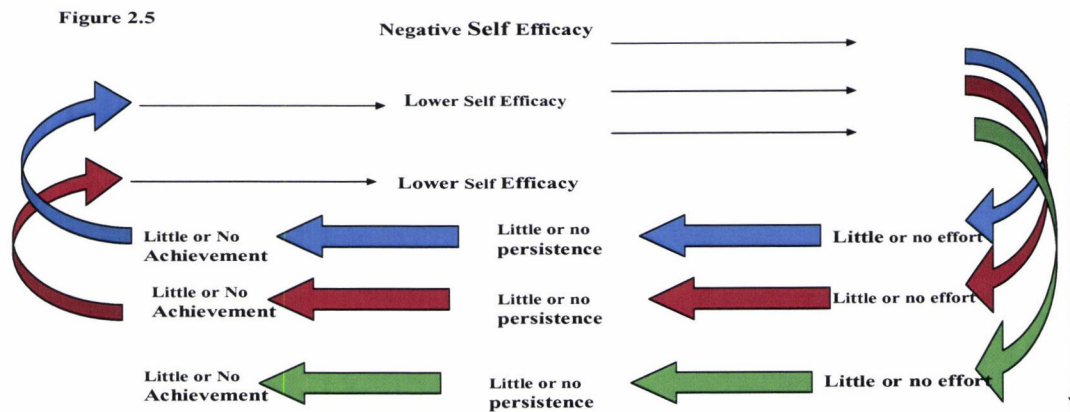 Figure 2.5
Negative Self Efficacy
Lower Self Efficacy
Lower Self Efficacy
Little or No
Achievement
Little or no
persistence
Little or no effort
Little or No
Achievement
Little or no
persistence
Little or no effort
Little or No
Achievement
Little or no
persistence
Little or no effort